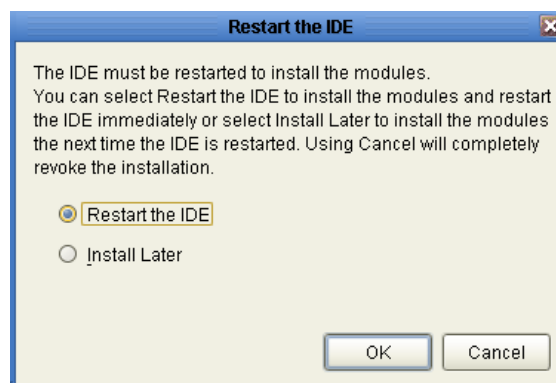 Restart the IDE
The IDE must be restarted to install the modules.
You can select Restart the IDE to install the modules and restart
the IDE immediately or select Install Later to install the modules
the next time the IDE is restarted. Using Cancel will completely
revoke the installation.
Restart the IDE
Install Later
OK
Cancel